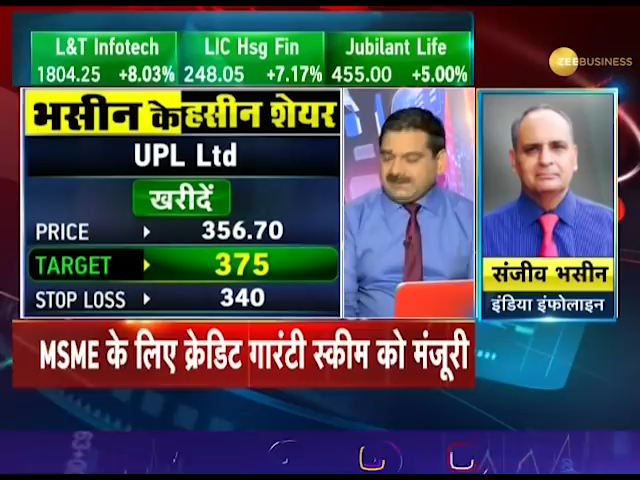 L&T Infotech
1804.25 +8.03%
LIC Hsg Fin
248.05 +7.17%
Jubilant Life
455.00 +5.00%
ZEEBUSINESS
भसीन के हसीन शेयर
UPL Ltd
खरीदें
PRICE 356.70
TARGET 375
STOP LOSS 340
संजीव भसीन
इंडिया इंफोलाइन
MSME के लिए क्रेडिट गारंटी स्कीम को मंजूरी